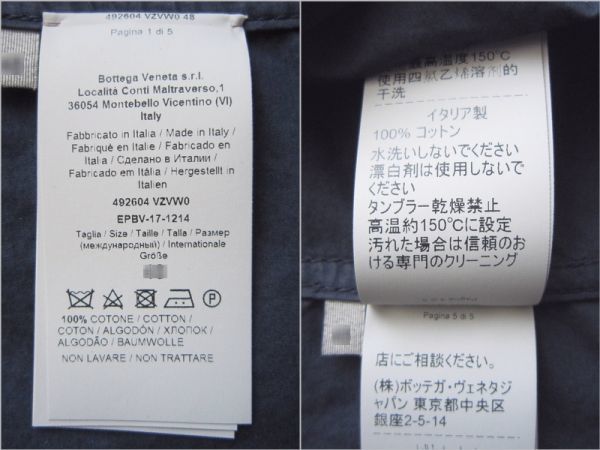 492604 VZVW0 48
Pagina 1 di 5
Bottega Veneta s.r.l.
Località Conti Maltraverso,1
36054 Montebello Vicentino (VI)
Italy
Fabbricato in Italia / Made in Italy /
Fabriqué en Italie / Fabricado en
Italia / Сделано в Италии /
Fabricado em Itália / Hergestellt in
Italien
492604 VZVW0
EPBV-17-1214
Taglia / Size / Taille / Talla / Размер
(международный) / Internationale
Größe
P
100% COTONE / COTTON /
COTON / ALGODÓN / ХЛОПОК /
ALGODÃO / BAUMWOLLE
NON LAVARE / NON TRATTARE
最高温度150℃
使用四氯乙烯溶剂的
干洗
イタリア製
100% コットン
水洗いしないでください
漂白剤は使用しないで
ください
タンブラー乾燥禁止
高温約150℃に設定
汚れた場合は信頼のお
ける専門のクリーニング
Pagina 5 di 5
店にご相談ください。
(株)ボッテガ・ヴェネタジ
ャパン 東京都中央区
銀座2-5-14